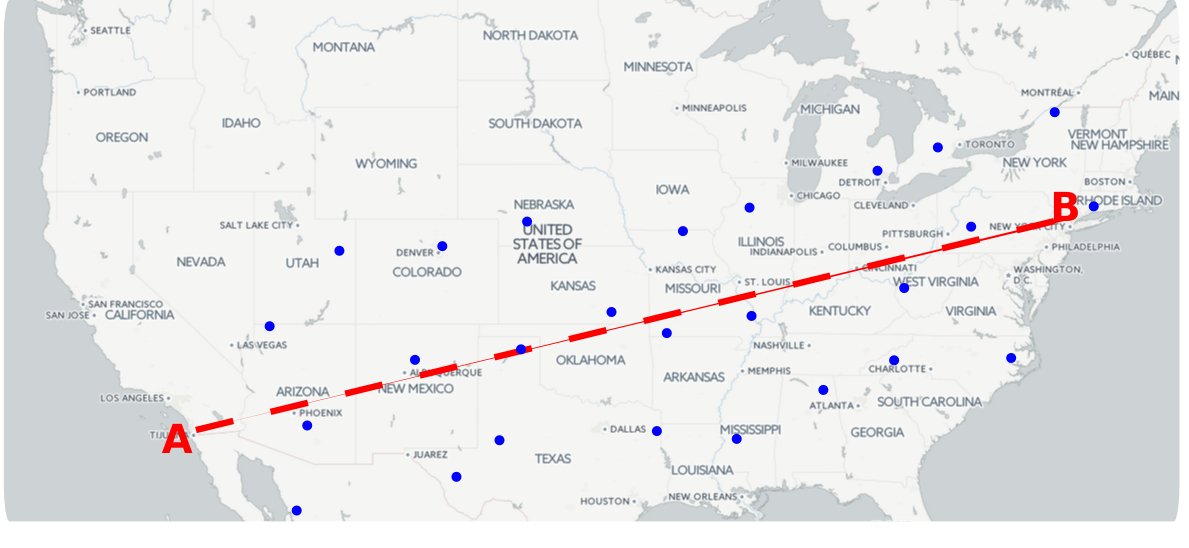 SEATTLE
NORTH DAKOTA
MONTANA
QUÉBEC
MINNESOTA
PORTLAND
MONTRÉAL
MAIN
MINNEAPOLIS
MICHIGAN
IDAHO
SOUTH DAKOTA
OREGON
VERMONT
NEW HAMPSHIRE
TORONTO
WYOMING
MILWAUKEE
NEW YORK
DETROIT
BOSTON
IOWA
CHICAGO
CLEVELAND
RHODE ISLAND
B
NEBRASKA
SALT LAKE CITY
NEW YORK CITY
UNITED
STATES OF
AMERICA
PITTSBURGH
ILLINOIS
COLUMBUS
PHILADELPHIA
DENVER
INDIANAPOLIS
NEVADA
UTAH
COLORADO
KANSAS CITY
CINCINNATI
WASHINGTON,
D.C.
KANSAS
MISSOURI
ST. LOUIS
WEST VIRGINIA
SAN FRANCISCO
SAN JOSE
CALIFORNIA
KENTUCKY
VIRGINIA
LAS VEGAS
NASHVILLE
OKLAHOMA
ALBUQUERQUE
MEMPHIS
CHARLOTTE
ARKANSAS
ARIZONA
NEW MEXICO
LOS ANGELES
SOUTH CAROLINA
ATLANTA
PHOENIX
DALLAS
MISSISSIPPI
GEORGIA
A
JUAREZ
TEXAS
LOUISIANA
HOUSTON
NEW ORLEANS